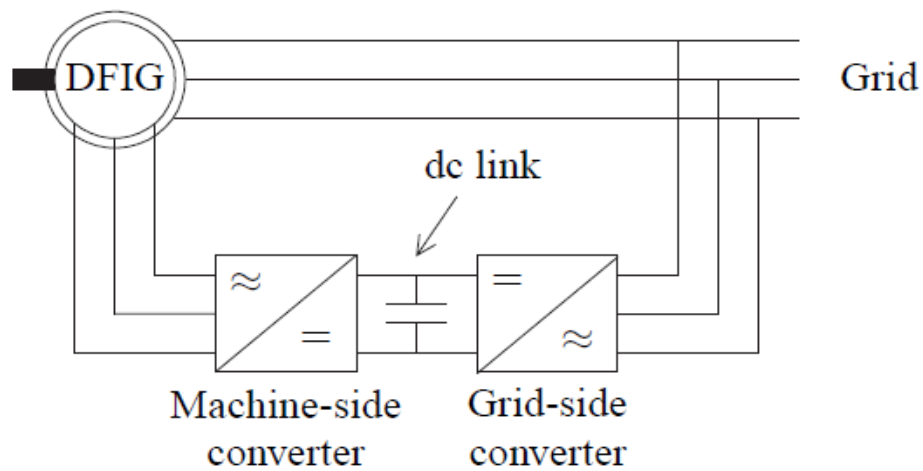 DFIG
Grid
dc link
≈
=
=
≈
Machine-side
converter
Grid-side
converter